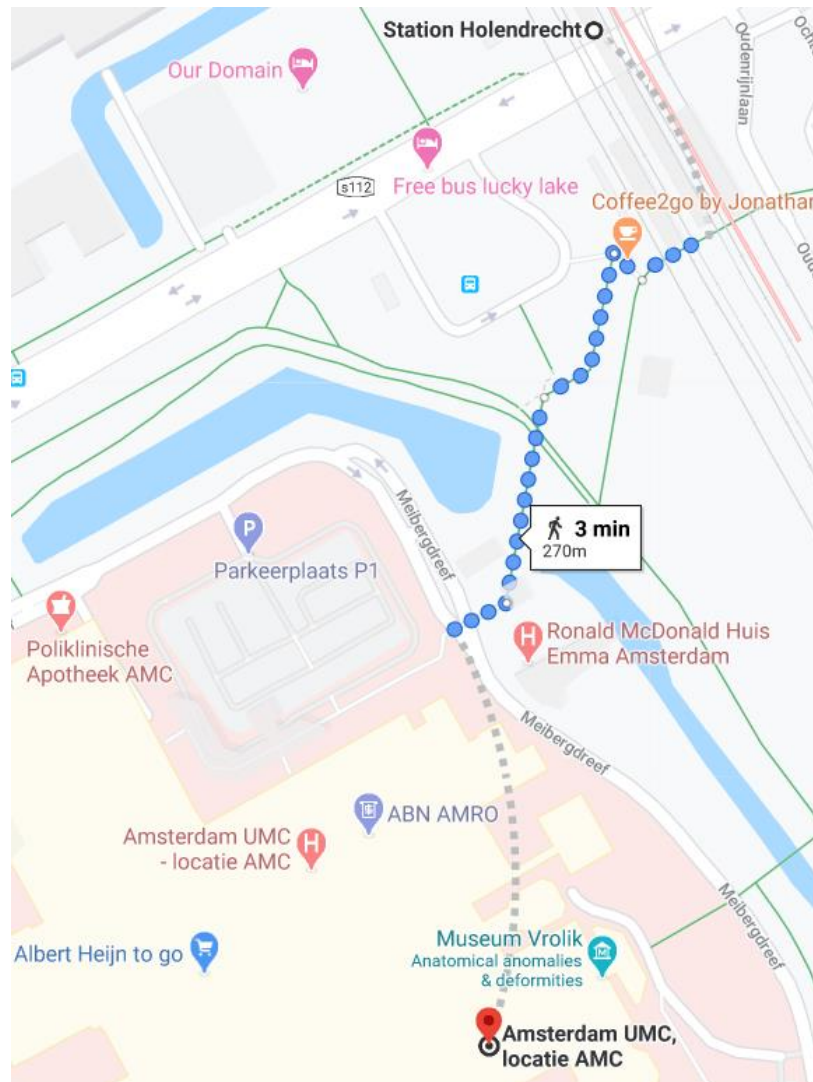 Station Holendrecht
Oudenrijnlaan
Our Domain
s112
Free bus lucky lake
Coffee2go by Jonathan
Meibergdreef
P
Parkeerplaats P1
3 min
270m
Poliklinische
Apotheek AMC
H
Ronald McDonald Huis
Emma Amsterdam
Meibergdreef
ABN AMRO
Amsterdam UMC
- locatie AMC
H
Meibergdreef
Albert Heijn to go
Museum Vrolik
Anatomical anomalies
& deformities
M
Amsterdam UMC,
locatie AMC